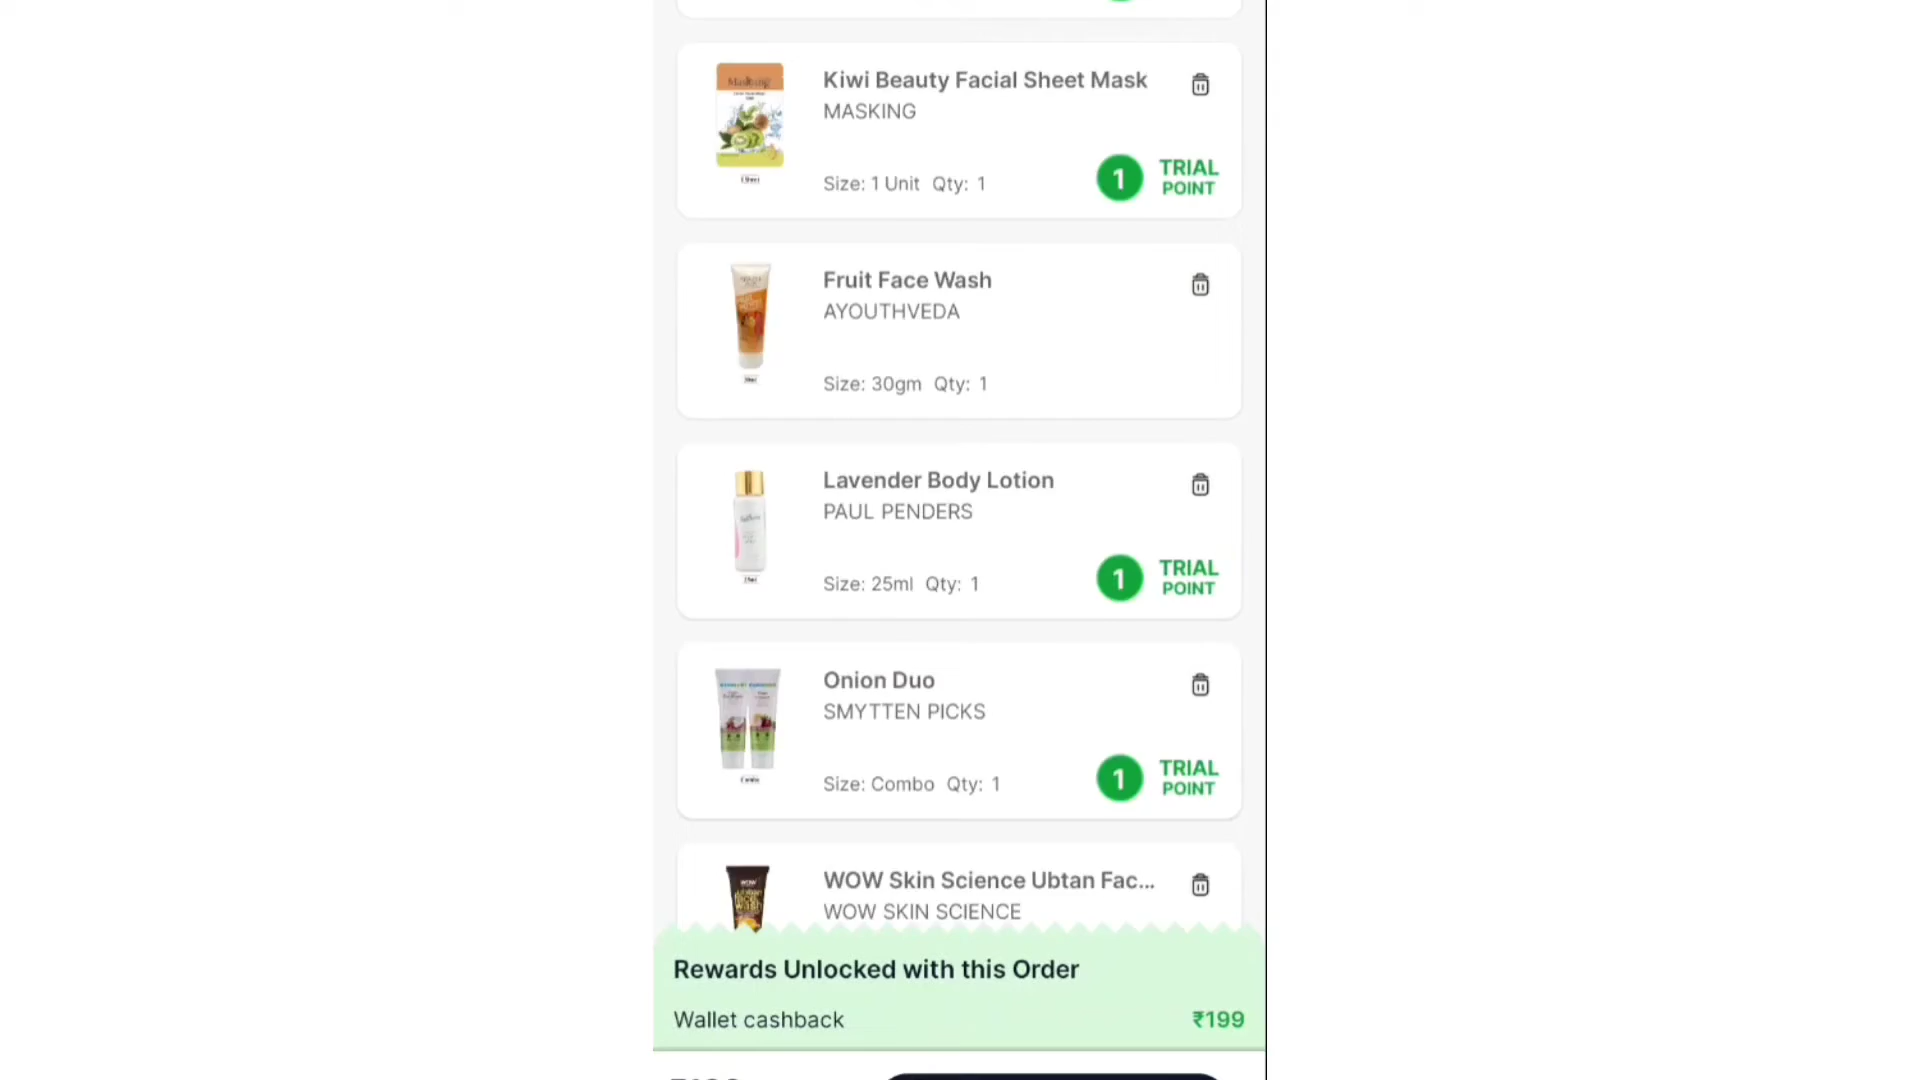 Kiwi Beauty Facial Sheet Mask
MASKING
Size: 1 Unit Qty: 1
1 TRIAL
POINT
Fruit Face Wash
AYOUTHVEDA
Size: 30gm Qty: 1
Lavender Body Lotion
PAUL PENDERS
Size: 25ml Qty: 1
1 TRIAL
POINT
Onion Duo
SMYTTEN PICKS
Size: Combo Qty: 1
1 TRIAL
POINT
WOW Skin Science Ubtan Fac...
WOW SKIN SCIENCE
Rewards Unlocked with this Order
Wallet cashback ₹199